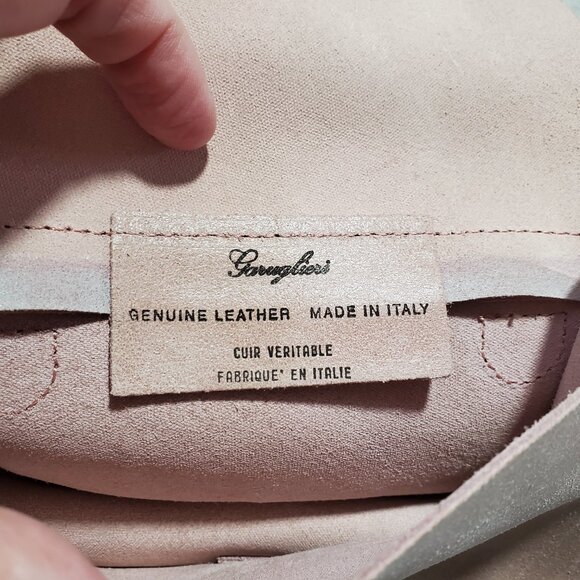 Garuglieri
GENUINE LEATHER MADE IN ITALY
CUIR VERITABLE
FABRIQUE' EN ITALIE